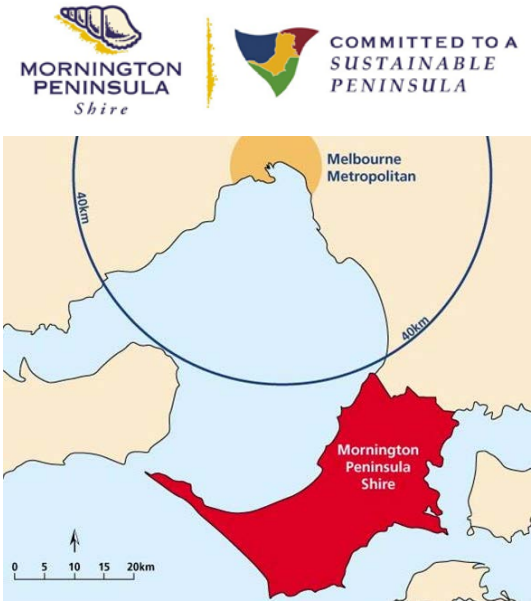 MORNINGTON
PENINSULA
Shire
COMMITTED TO A
SUSTAINABLE
PENINSULA
Melbourne
Metropolitan
40km
40km
Mornington
Peninsula
Shire
0 5 10 15 20km